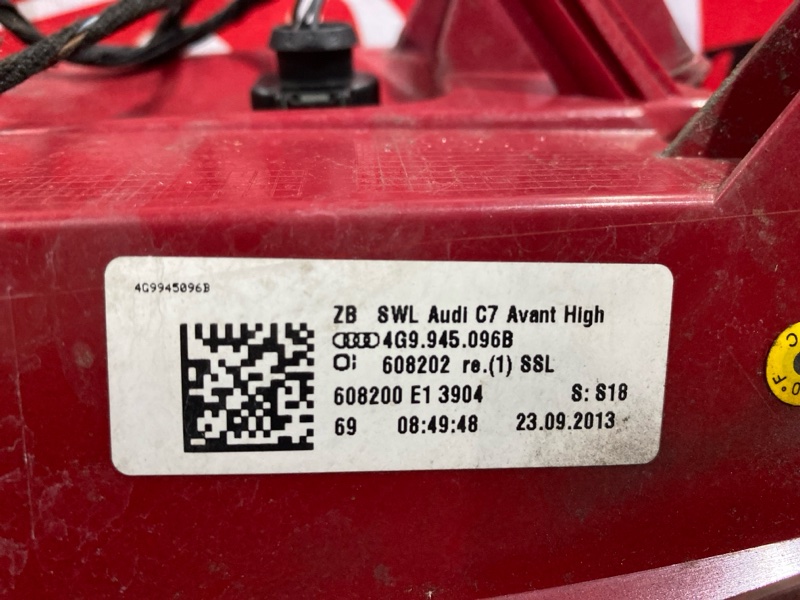 4G9945096B
ZB SWL Audi C7 Avant High
4G9.945.096B
608202 re.(1) SSL
608200 E1 3904 S: S18
69 08:49:48 23.09.2013
0°F C